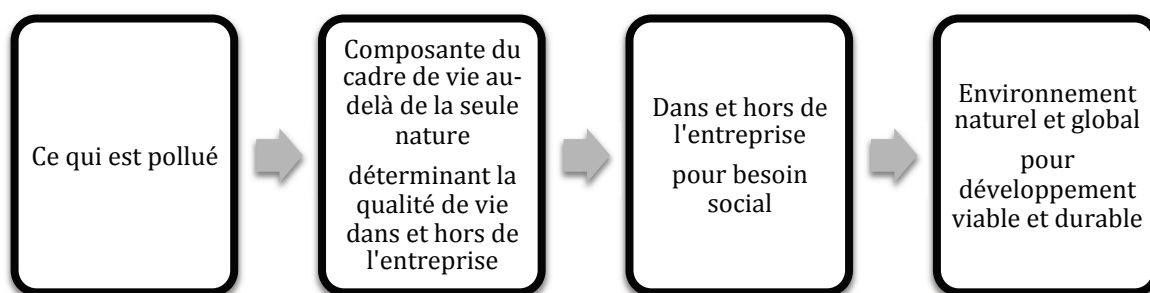 Ce qui est pollué
Composante du
cadre de vie au-
delà de la seule
nature
déterminant la
qualité de vie
dans et hors de
l'entreprise
Dans et hors de
l'entreprise
pour besoin
social
Environnement
naturel et global
pour
développement
viable et durable